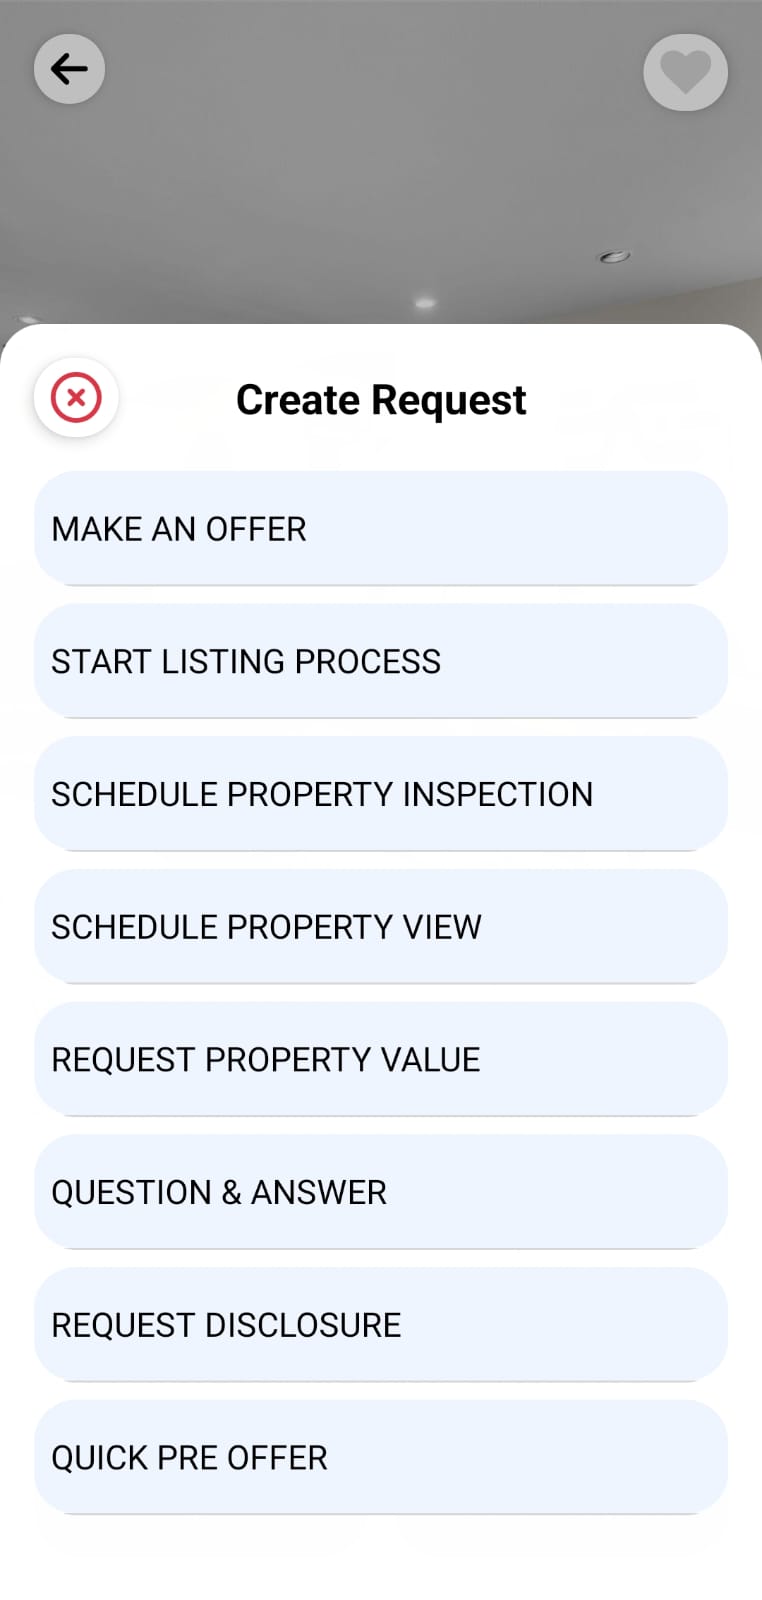 Create Request
MAKE AN OFFER
START LISTING PROCESS
SCHEDULE PROPERTY INSPECTION
SCHEDULE PROPERTY VIEW
REQUEST PROPERTY VALUE
QUESTION & ANSWER
REQUEST DISCLOSURE
QUICK PRE OFFER